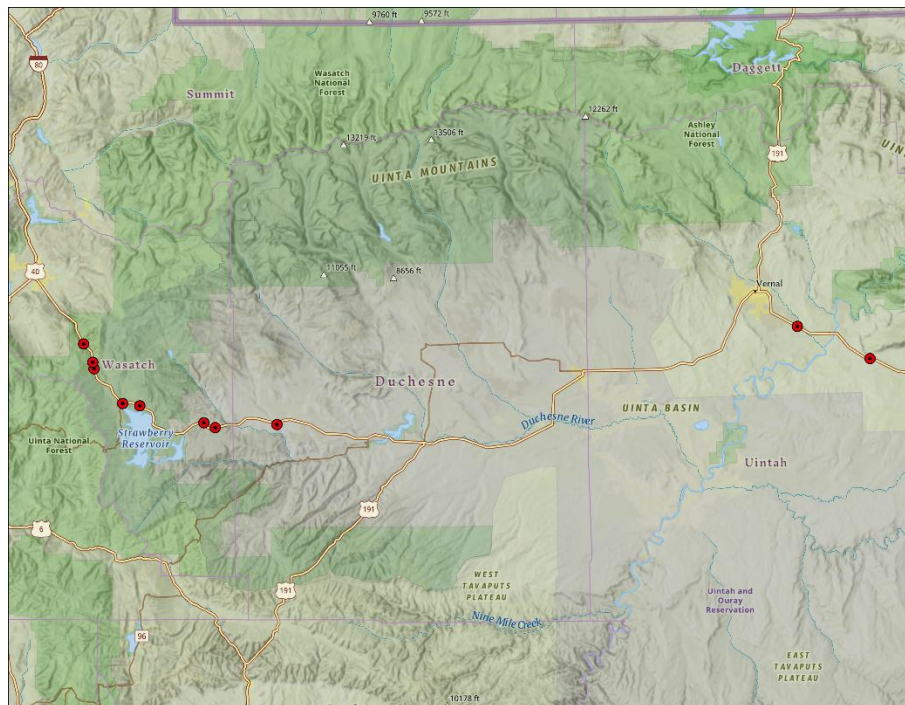 9760 ft
9572 ft
80
Wasatch
National
Forest
Daggett
Summit
12262 ft
Ashley
National
Forest
13506 ft
13219 ft
UINTA MOUNTAINS
191
40
11055 ft
8656 ft
Vernal
Wasatch
Duchesne
Duchesne River
UINTA BASIN
Strawberry
Reservoir
Uinta National
Forest
Uintah
191
6
WEST
TAVAPUTS
PLATEAU
191
Uintah and
Ouray
Reservation
Nine Mile Creek
96
EAST
TAVAPUTS
PLATEAU
10178 ft